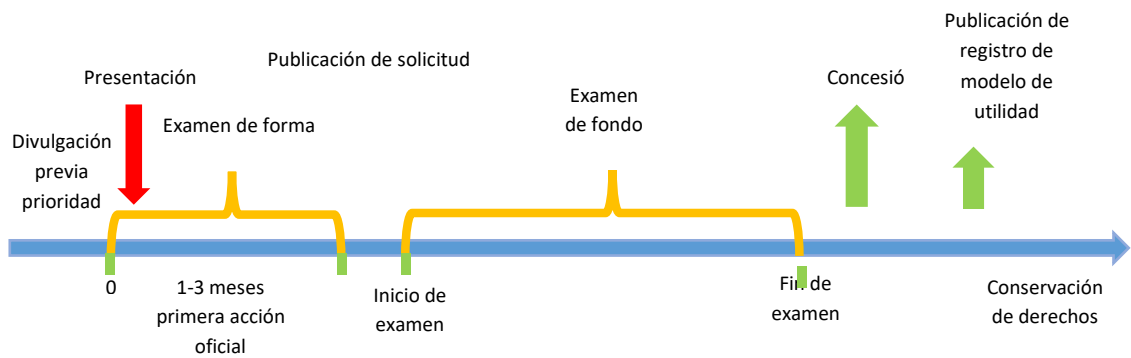 Publicación de solicitud
Presentación
Examen de forma
Divulgación
previa
prioridad
Examen
de fondo
Concesió
Publicación de
registro de
modelo de
utilidad
0
1-3 meses
primera acción
oficial
Inicio de
examen
Fin de
examen
Conservación
de derechos